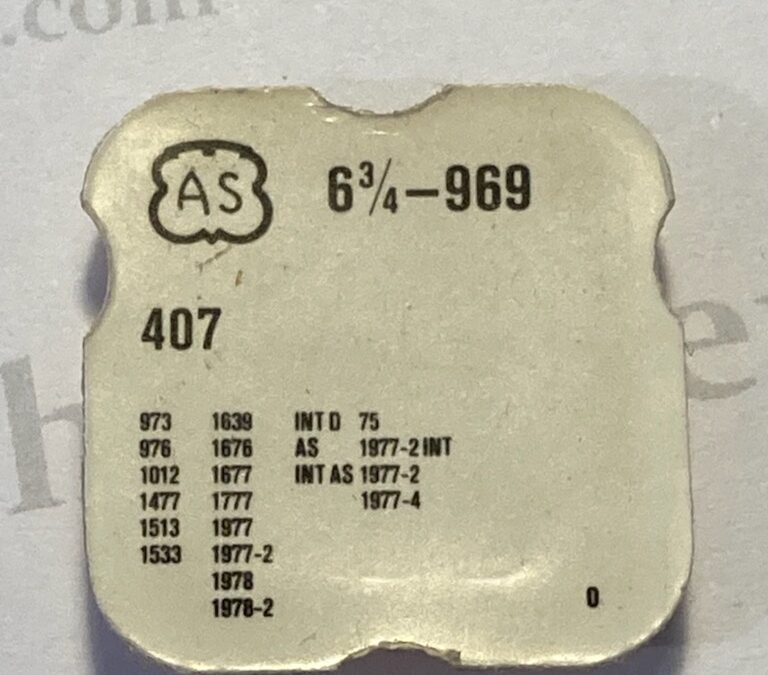 .com
AS 6¾-969
407
973 1639 INT D 75
976 1676 AS 1977-2 INT
1012 1677 INT AS 1977-2
1477 1777 1977-4
1513 1977
1533 1977-2
1978
1978-2
0